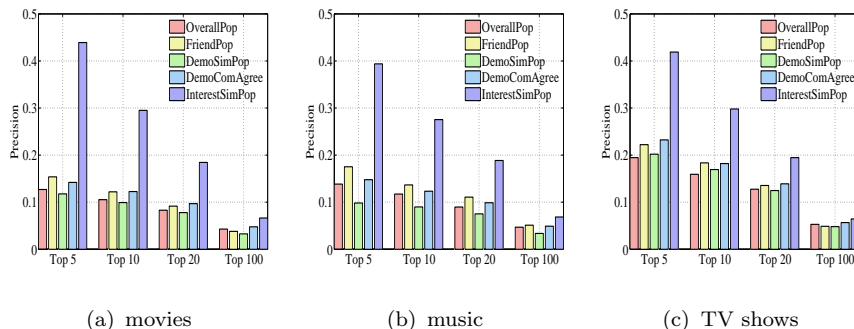 0.5
0.4
0.3
0.2
0.1
0
Precision
OverallPop
FriendPop
DemoSimPop
DemoComAgree
InterestSimPop
Top 5 Top 10 Top 20 Top 100
(a) movies
0.5
0.4
0.3
0.2
0.1
0
Precision
OverallPop
FriendPop
DemoSimPop
DemoComAgree
InterestSimPop
Top 5 Top 10 Top 20 Top 100
(b) music
0.5
0.4
0.3
0.2
0.1
0
Precision
OverallPop
FriendPop
DemoSimPop
DemoComAgree
InterestSimPop
Top 5 Top 10 Top 20 Top 100
(c) TV shows